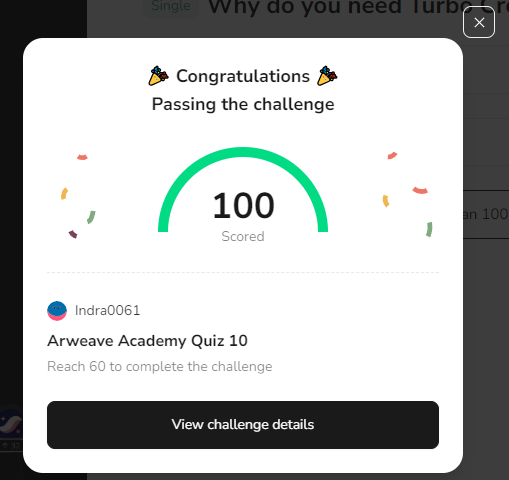 Single Why do you need Turbo Cre
Congratulations
Passing the challenge
100
Scored
an 100
Indra0061
Arweave Academy Quiz 10
Reach 60 to complete the challenge
View challenge details